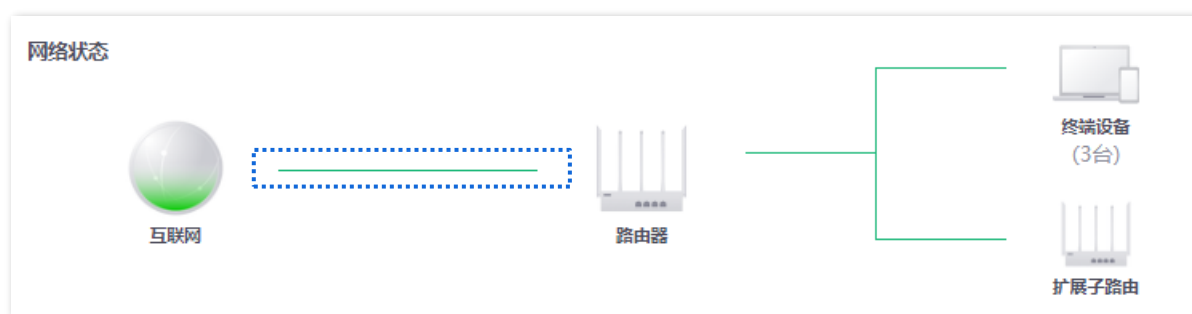 网络状态
互联网
路由器
终端设备
(3台)
扩展子路由